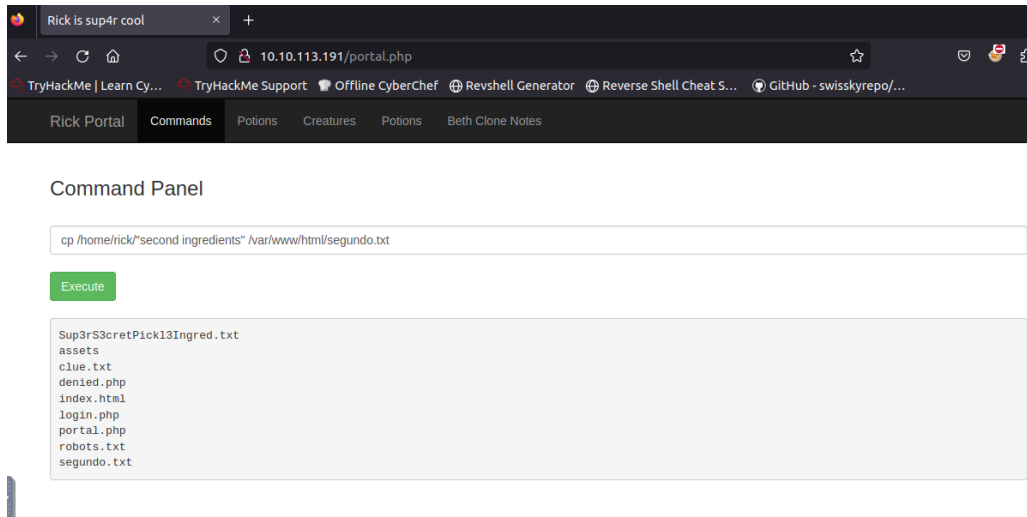 Rick is sup4r cool
10.10.113.191/portal.php
TryHackMe | Learn Cy... TryHackMe Support Offline CyberChef Revshell Generator Reverse Shell Cheat S... GitHub - swisskyrepo/...
Rick Portal Commands Potions Creatures Potions Beth Clone Notes
Command Panel
cp /home/rick/"second ingredients" /var/www/html/segundo.txt
Execute
Sup3rS3cretPickl3Ingred.txt
assets
clue.txt
denied.php
index.html
login.php
portal.php
robots.txt
segundo.txt